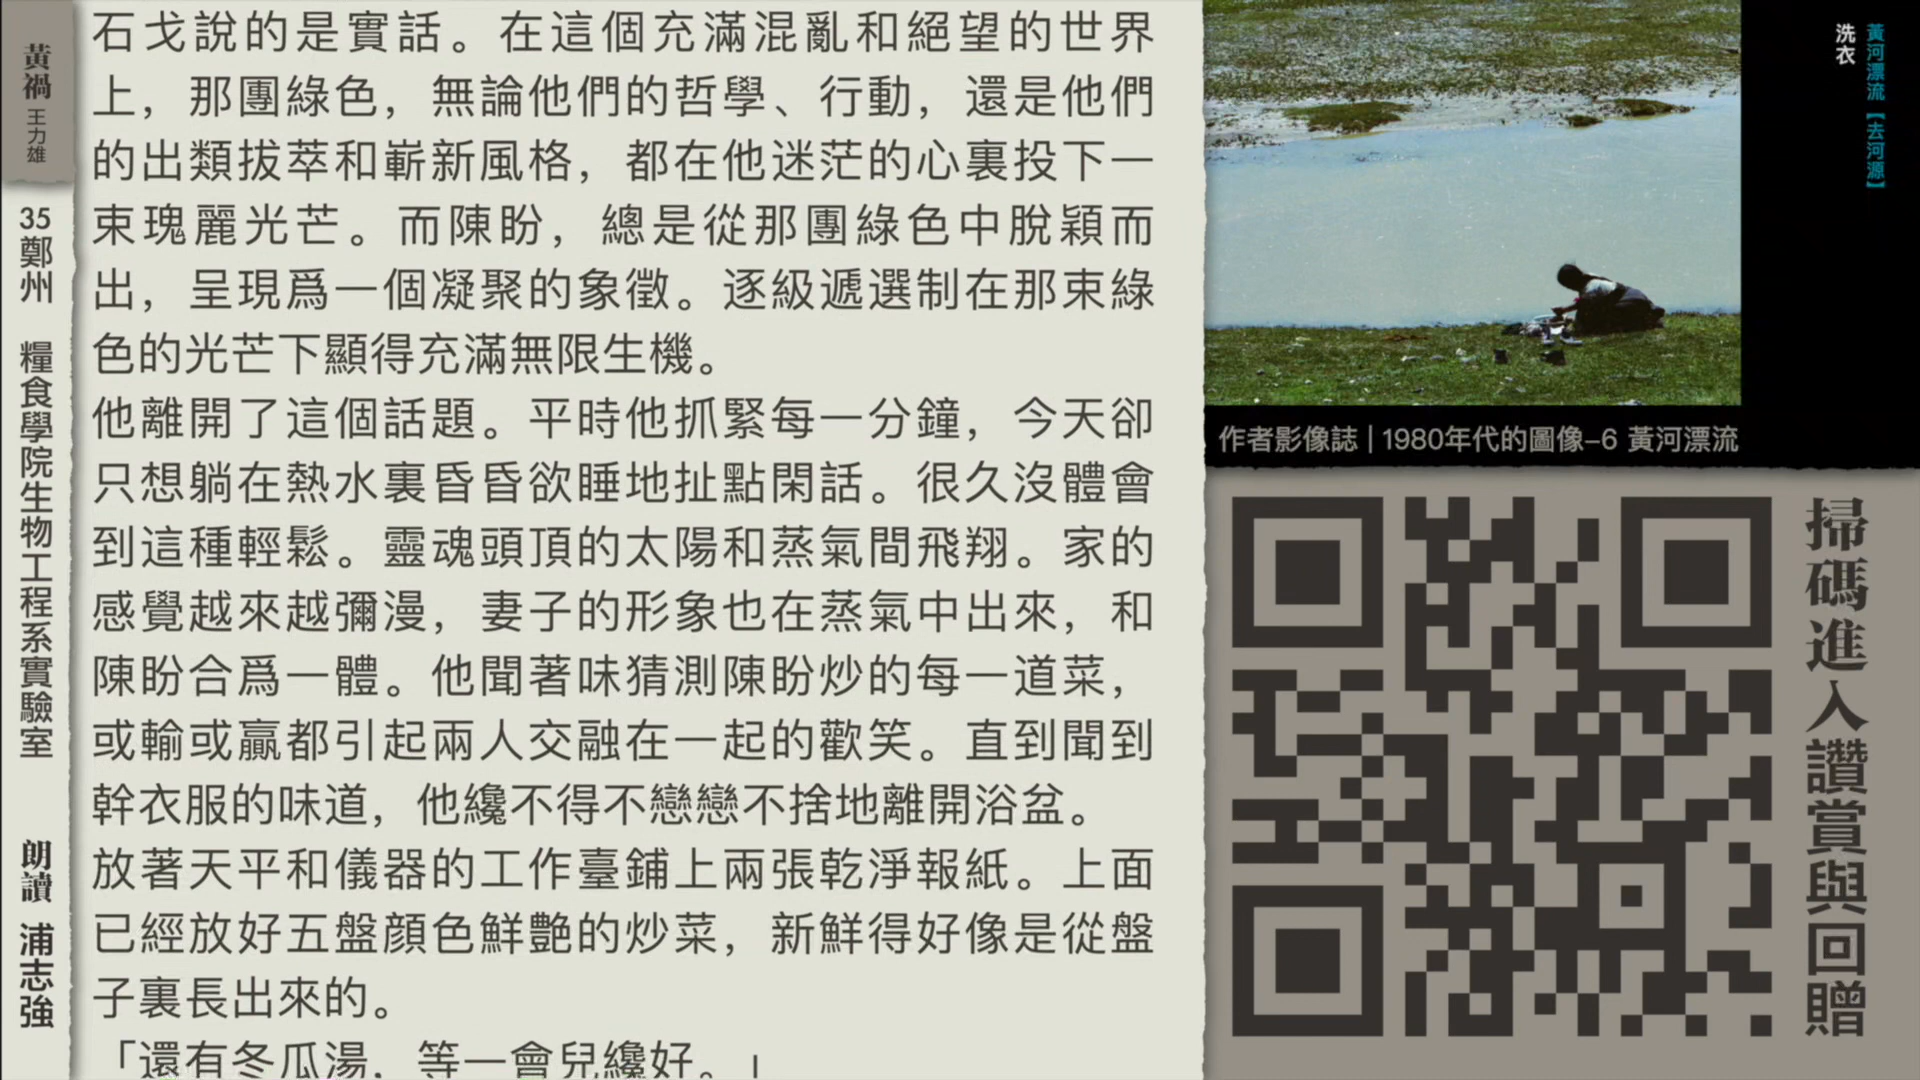 黃禍 王力雄
35鄭州 糧食學院生物工程系實驗室
朗讀 浦志強
石戈說的是實話。在這個充滿混亂和絕望的世界
上，那團綠色，無論他們的哲學、行動，還是他們
的出類拔萃和嶄新風格，都在他迷茫的心裏投下一
束瑰麗光芒。而陳盼，總是從那團綠色中脫穎而
出，呈現爲一個凝聚的象徵。逐級遞選制在那束綠
色的光芒下顯得充滿無限生機。
他離開了這個話題。平時他抓緊每一分鐘，今天卻
只想躺在熱水裏昏昏欲睡地扯點閑話。很久沒體會
到這種輕鬆。靈魂頭頂的太陽和蒸氣間飛翔。家的
感覺越來越彌漫，妻子的形象也在蒸氣中出來，和
陳盼合爲一體。他聞著味猜測陳盼炒的每一道菜，
或輸或贏都引起兩人交融在一起的歡笑。直到聞到
幹衣服的味道，他纔不得不戀戀不捨地離開浴盆。
放著天平和儀器的工作臺鋪上兩張乾淨報紙。上面
已經放好五盤顔色鮮艷的炒菜，新鮮得好像是從盤
子裏長出來的。
「還有冬瓜湯，等一會兒纔好。」
黃河漂流【去河源】
洗衣
作者影像誌|1980年代的圖像–6 黃河漂流
掃碼進入讚賞與回贈